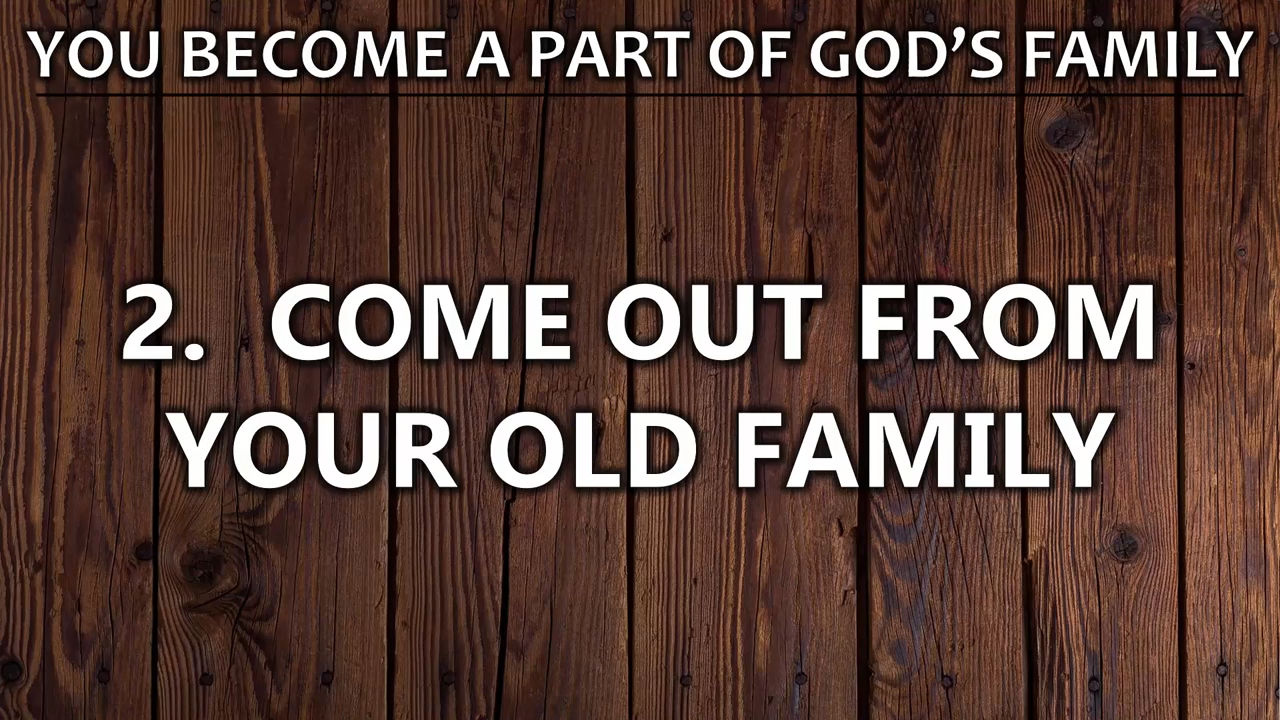 YOU BECOME A PART OF GOD’S FAMILY
2. COME OUT FROM
YOUR OLD FAMILY